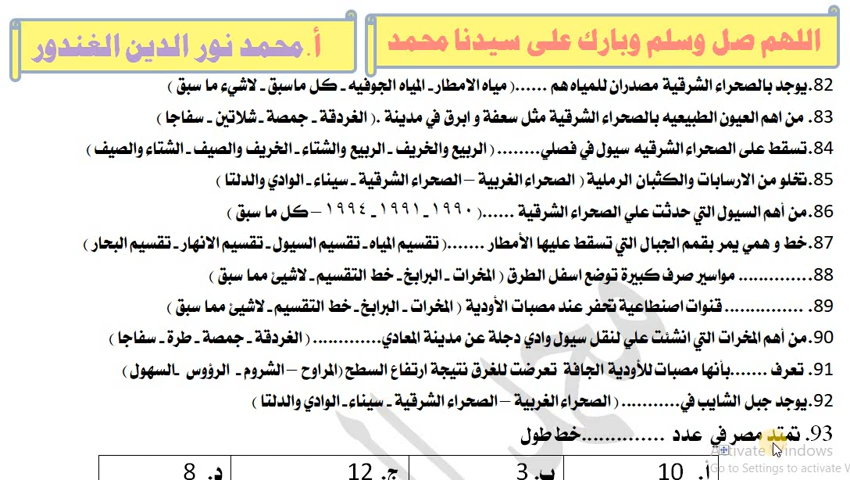 اللهم صل وسلم وبارك على سيدنا محمد
أ.محمد نور الدين الغندور
82.يوجد بالصحراء الشرقية مصدران للمياه هم ......( مياه الامطار ـ المياه الجوفيه ـ كل ماسبق ـ لاشيء ما سبق )
83. من اهم العيون الطبيعيه بالصحراء الشرقية مثل سعفة و ابرق في مدينة .( الغردقة ـ جمصة ـ شلاتين ـ سفاجا )
84. تسقط على الصحراء الشرقيه سيول في فصلي........( الربيع والخريف ـ الربيع والشتاء ـ الخريف والصيف ـ الشتاء والصيف )
85. تخلو من الارسابات والكثبان الرملية ( الصحراء الغربية – الصحراء الشرقية ـ سيناء ـ الوادي والدلتا )
86.من أهم السيول التي حدثت علي الصحراء الشرقية ......( ١٩٩٠ ـ ١٩٩١ ـ ١٩٩٤ – كل ما سبق )
87. خط و همي يمر بقمم الجبال التي تسقط عليها الأمطار .......( تقسيم المياه ـ تقسيم السيول ـ تقسيم الانهار ـ تقسيم البحار )
88.............. مواسير صرف كبيرة توضع اسفل الطرق ( المخرات ـ البرابخ ـ خط التقسيم ـ لاشيئ مما سبق )
89. ............... قنوات اصنطاعية تحفر عند مصبات الأودية ( المخرات ـ البرابخ ـ خط التقسيم ـ لاشيئ مما سبق )
90.من أهم المخرات التي انشئت علي لنقل سيول وادي دجلة عن مدينة المعادي.............( الغردقة ـ جمصة ـ طرة ـ سفاجا )
91. تعرف .......بأنها مصبات للأودية الجافة تعرضت للغرق نتيجة ارتفاع السطح (المراوح – الشروم ـ الرؤوس ـ السهول )
92.يوجد جبل الشايب في...........( الصحراء الغربية – الصحراء الشرقية ـ سيناء ـ الوادي والدلتا )
93. تمتد مصر في عدد ..............خط طول
أ. 10 ب. 3 ج. 12 د. 8
Activate Windows
Go to Settings to activate W